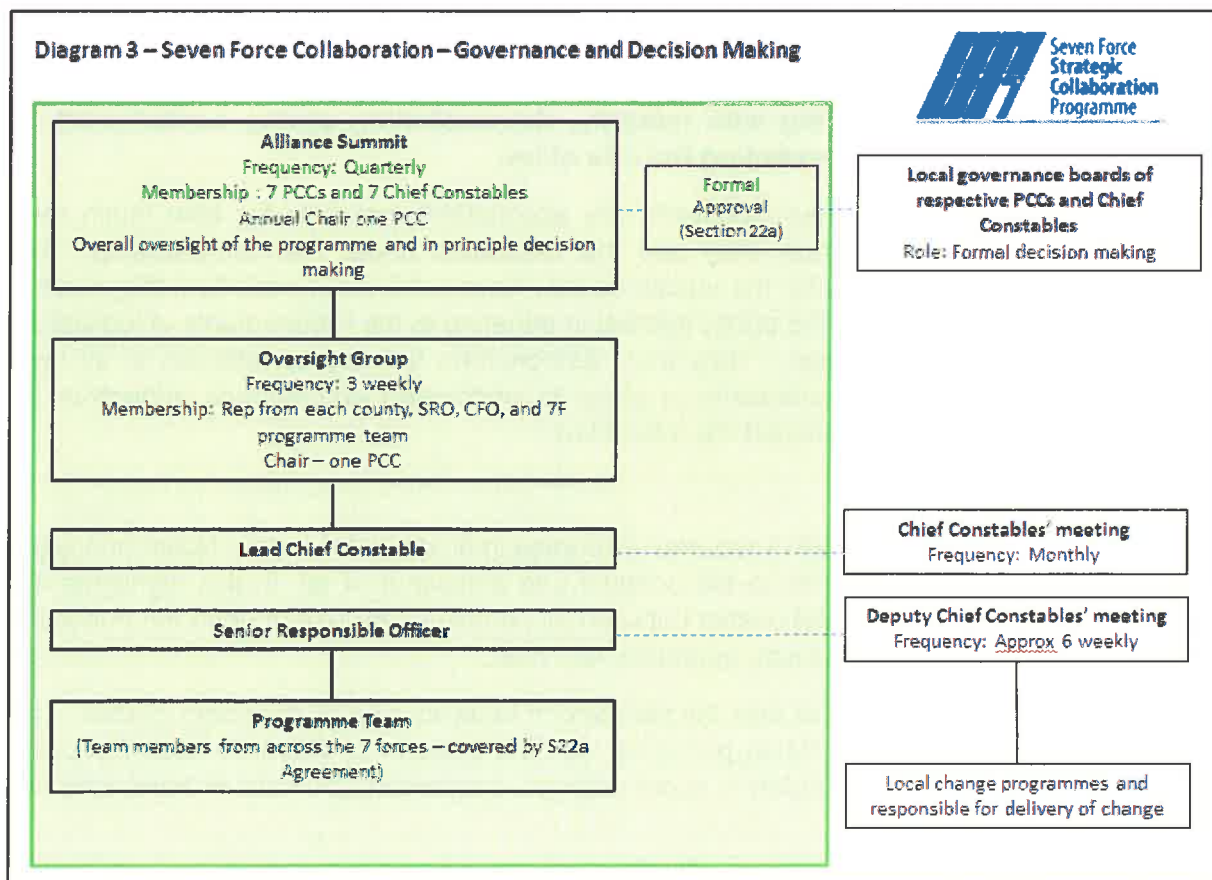 Diagram 3 – Seven Force Collaboration – Governance and Decision Making
Seven Force
Strategic
Collaboration
Programme
7
Alliance Summit
Frequency: Quarterly
Membership : 7 PCCs and 7 Chief Constables
Annual Chair one PCC
Overall oversight of the programme and in principle decision
making
Formal
Approval
(Section 22a)
Local governance boards of
respective PCCs and Chief
Constables
Role: Formal decision making
Oversight Group
Frequency: 3 weekly
Membership: Rep from each county, SRO, CFO, and 7F
programme team
Chair – one PCC
Lead Chief Constable
Chief Constables' meeting
Frequency: Monthly
Senior Responsible Officer
Deputy Chief Constables' meeting
Frequency: Approx 6 weekly
Programme Team
(Team members from across the 7 forces – covered by S22a
Agreement)
Local change programmes and
responsible for delivery of change